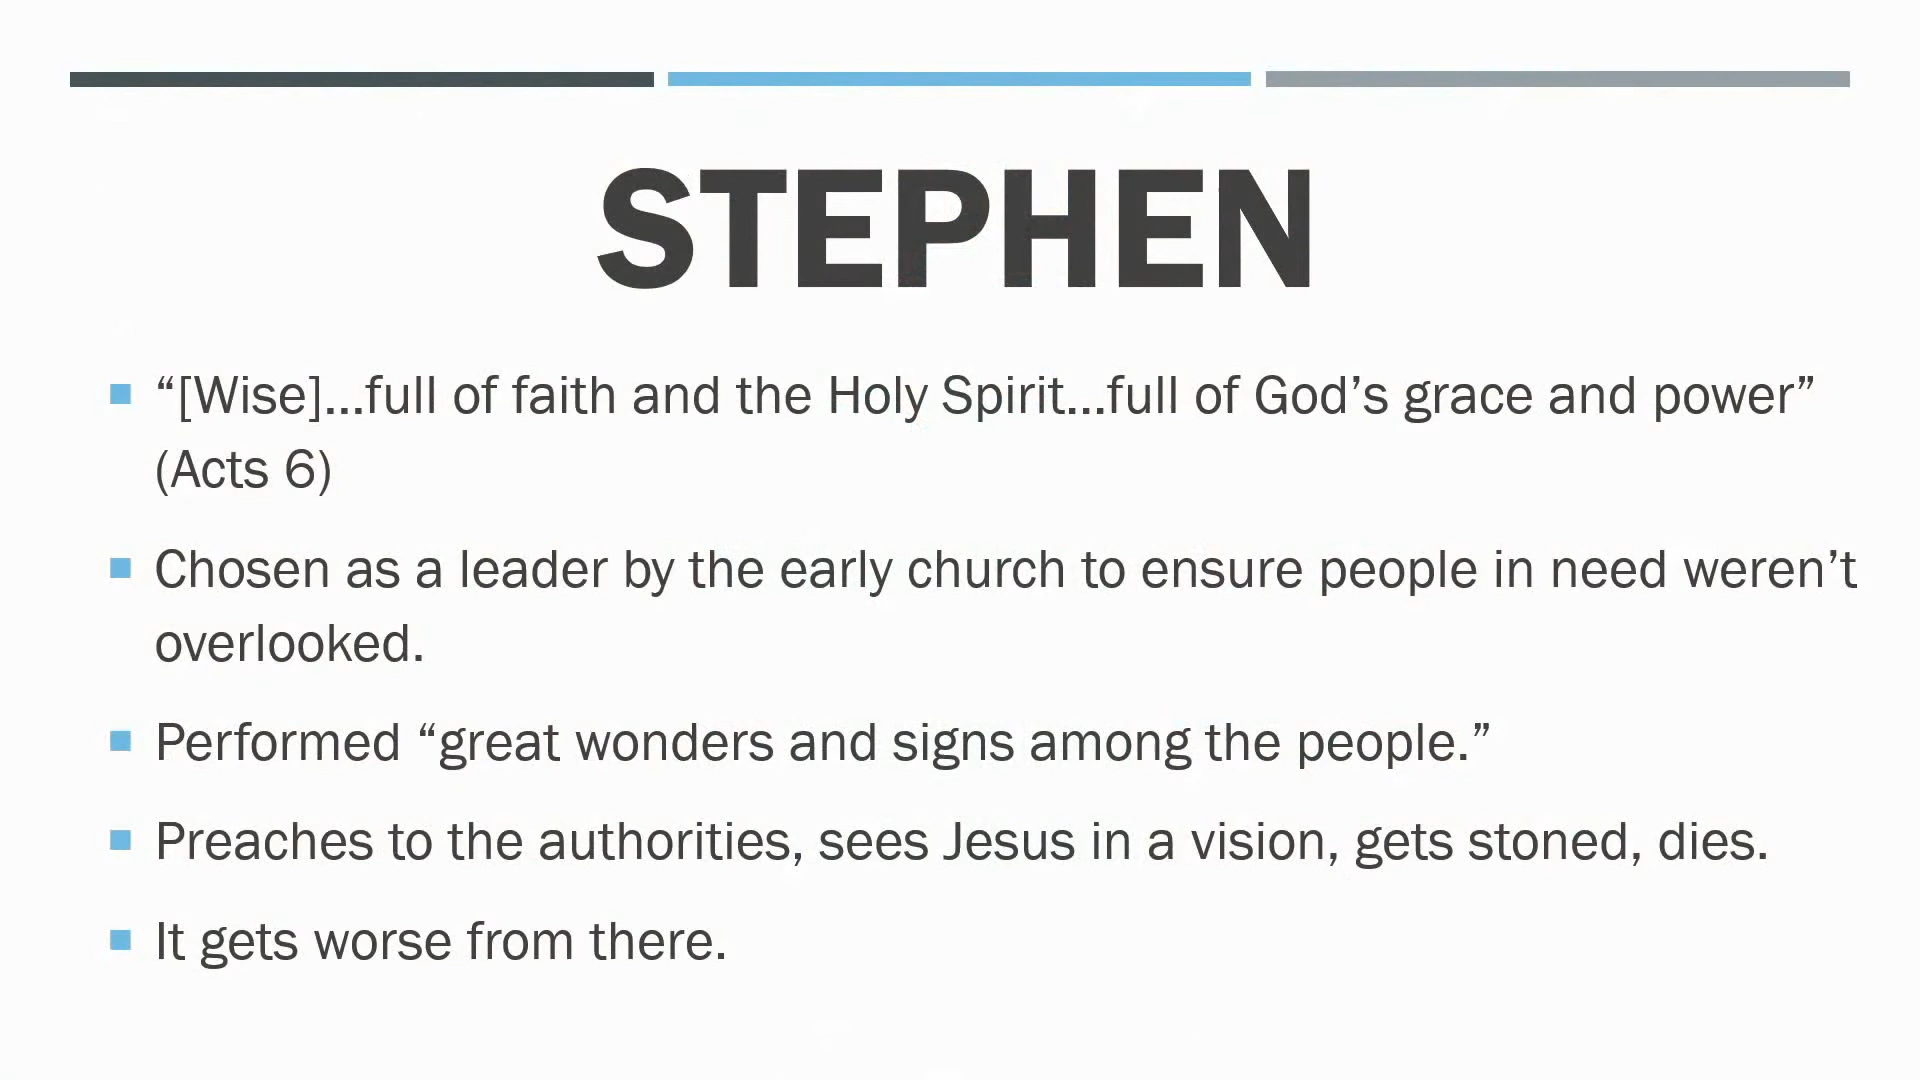 STEPHEN
“[Wise]...full of faith and the Holy Spirit...full of God’s grace and power”
(Acts 6)
Chosen as a leader by the early church to ensure people in need weren’t
overlooked.
Performed “great wonders and signs among the people.”
Preaches to the authorities, sees Jesus in a vision, gets stoned, dies.
It gets worse from there.